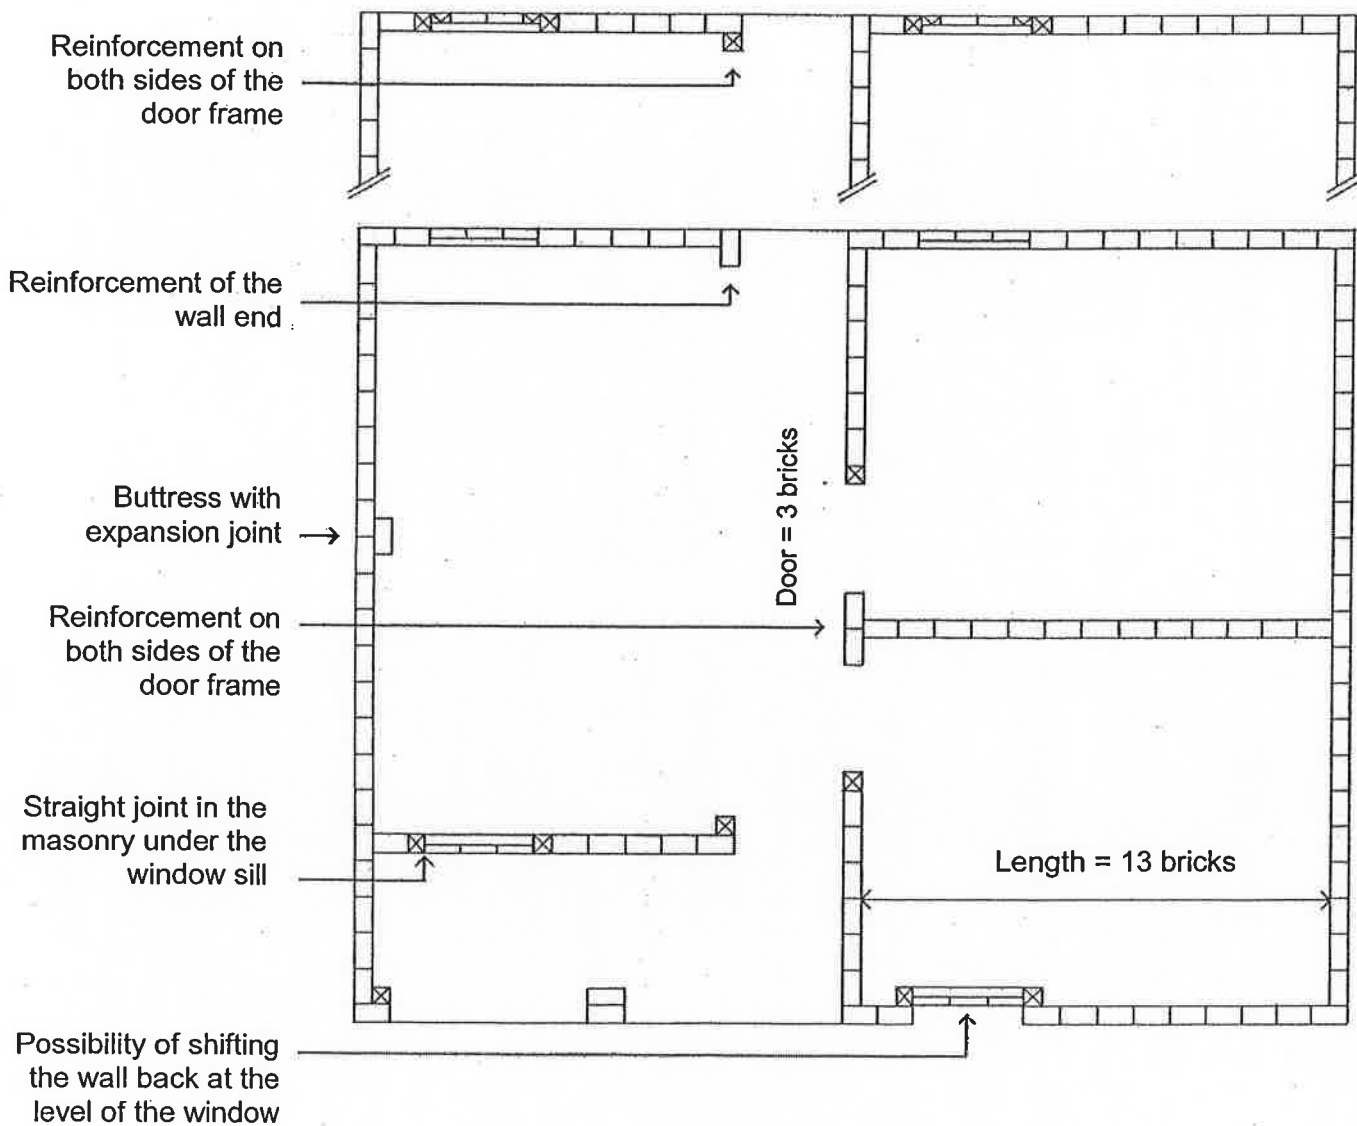 Reinforcement on
both sides of the
door frame
Reinforcement of the
wall end
Door = 3 bricks
Buttress with
expansion joint
Reinforcement on
both sides of the
door frame
Straight joint in the
masonry under the
window sill
Length = 13 bricks
Possibility of shifting
the wall back at the
level of the window